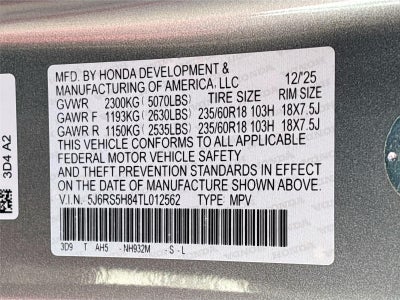 MFD. BY HONDA DEVELOPMENT &
MANUFACTURING OF AMERICA, LLC 12/'25
GVWR 2300KG (5070LBS) TIRE SIZE RIM SIZE
GAWR F 1193KG (2630LBS) 235/60R18 103H 18X7.5J
GAWR R 1150KG (2535LBS) 235/60R18 103H 18X7.5J
THIS VEHICLE CONFORMS TO ALL APPLICABLE
FEDERAL MOTOR VEHICLE SAFETY
AND THEFT PREVENTION STANDARDS IN EFFECT
ON THE DATE OF MANUFACTURE SHOWN ABOVE.
V.I.N. 5J6RS5H84TL012562 TYPE MPV
3D9 T AH5 -NH932M -S-L
3D4 A2